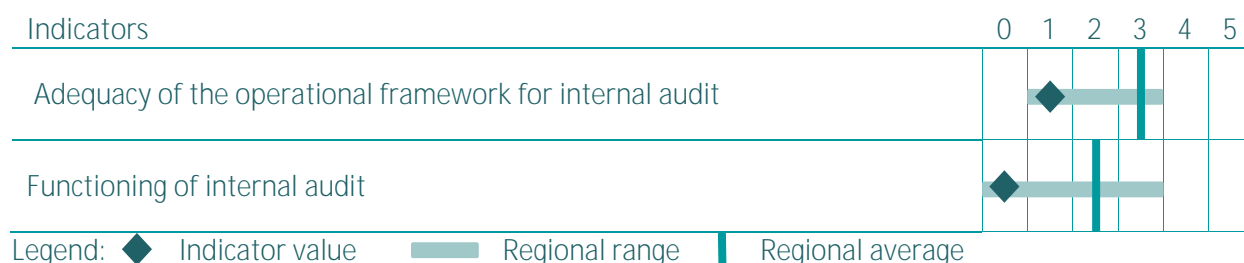 Indicators 0 1 2 3 4 5
Adequacy of the operational framework for internal audit
Functioning of internal audit
Legend: Indicator value Regional range Regional average